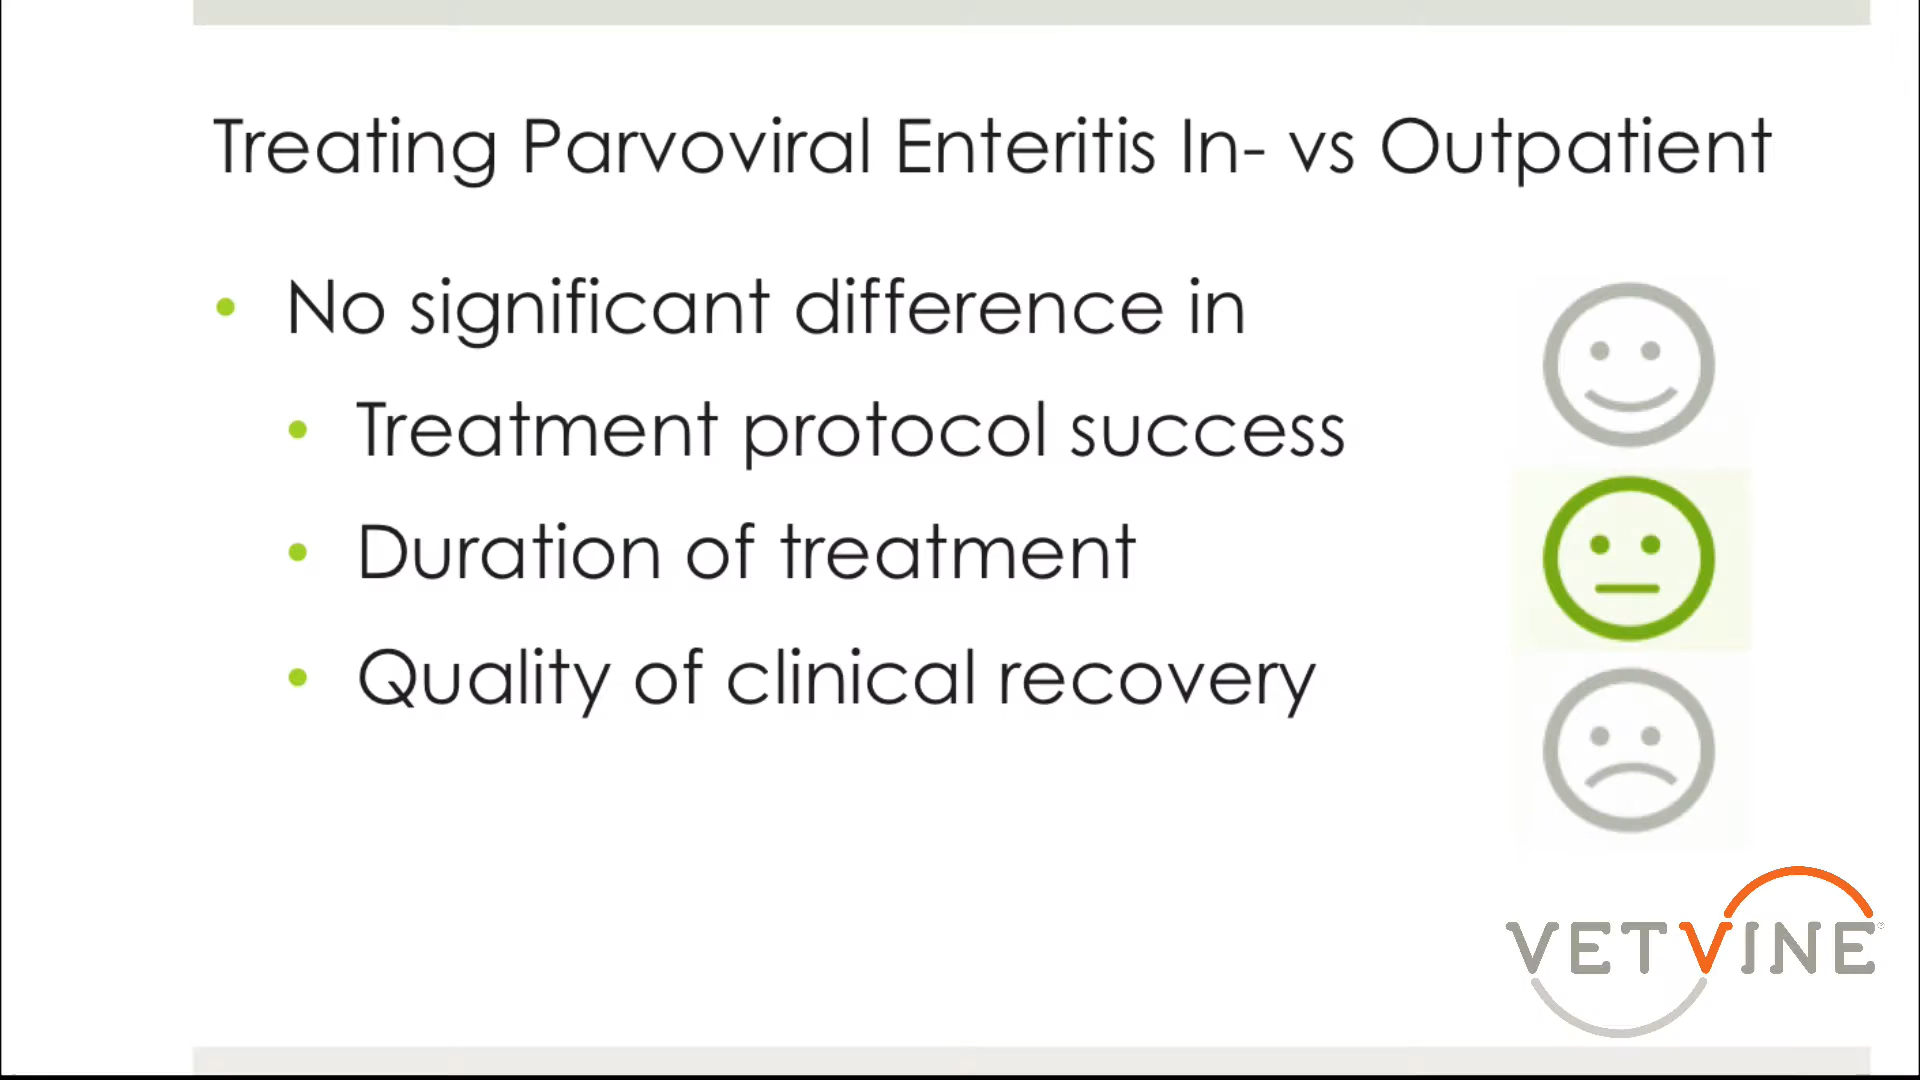 Treating Parvoviral Enteritis In- vs Outpatient
• No significant difference in
• Treatment protocol success
• Duration of treatment
• Quality of clinical recovery
VETVINE®